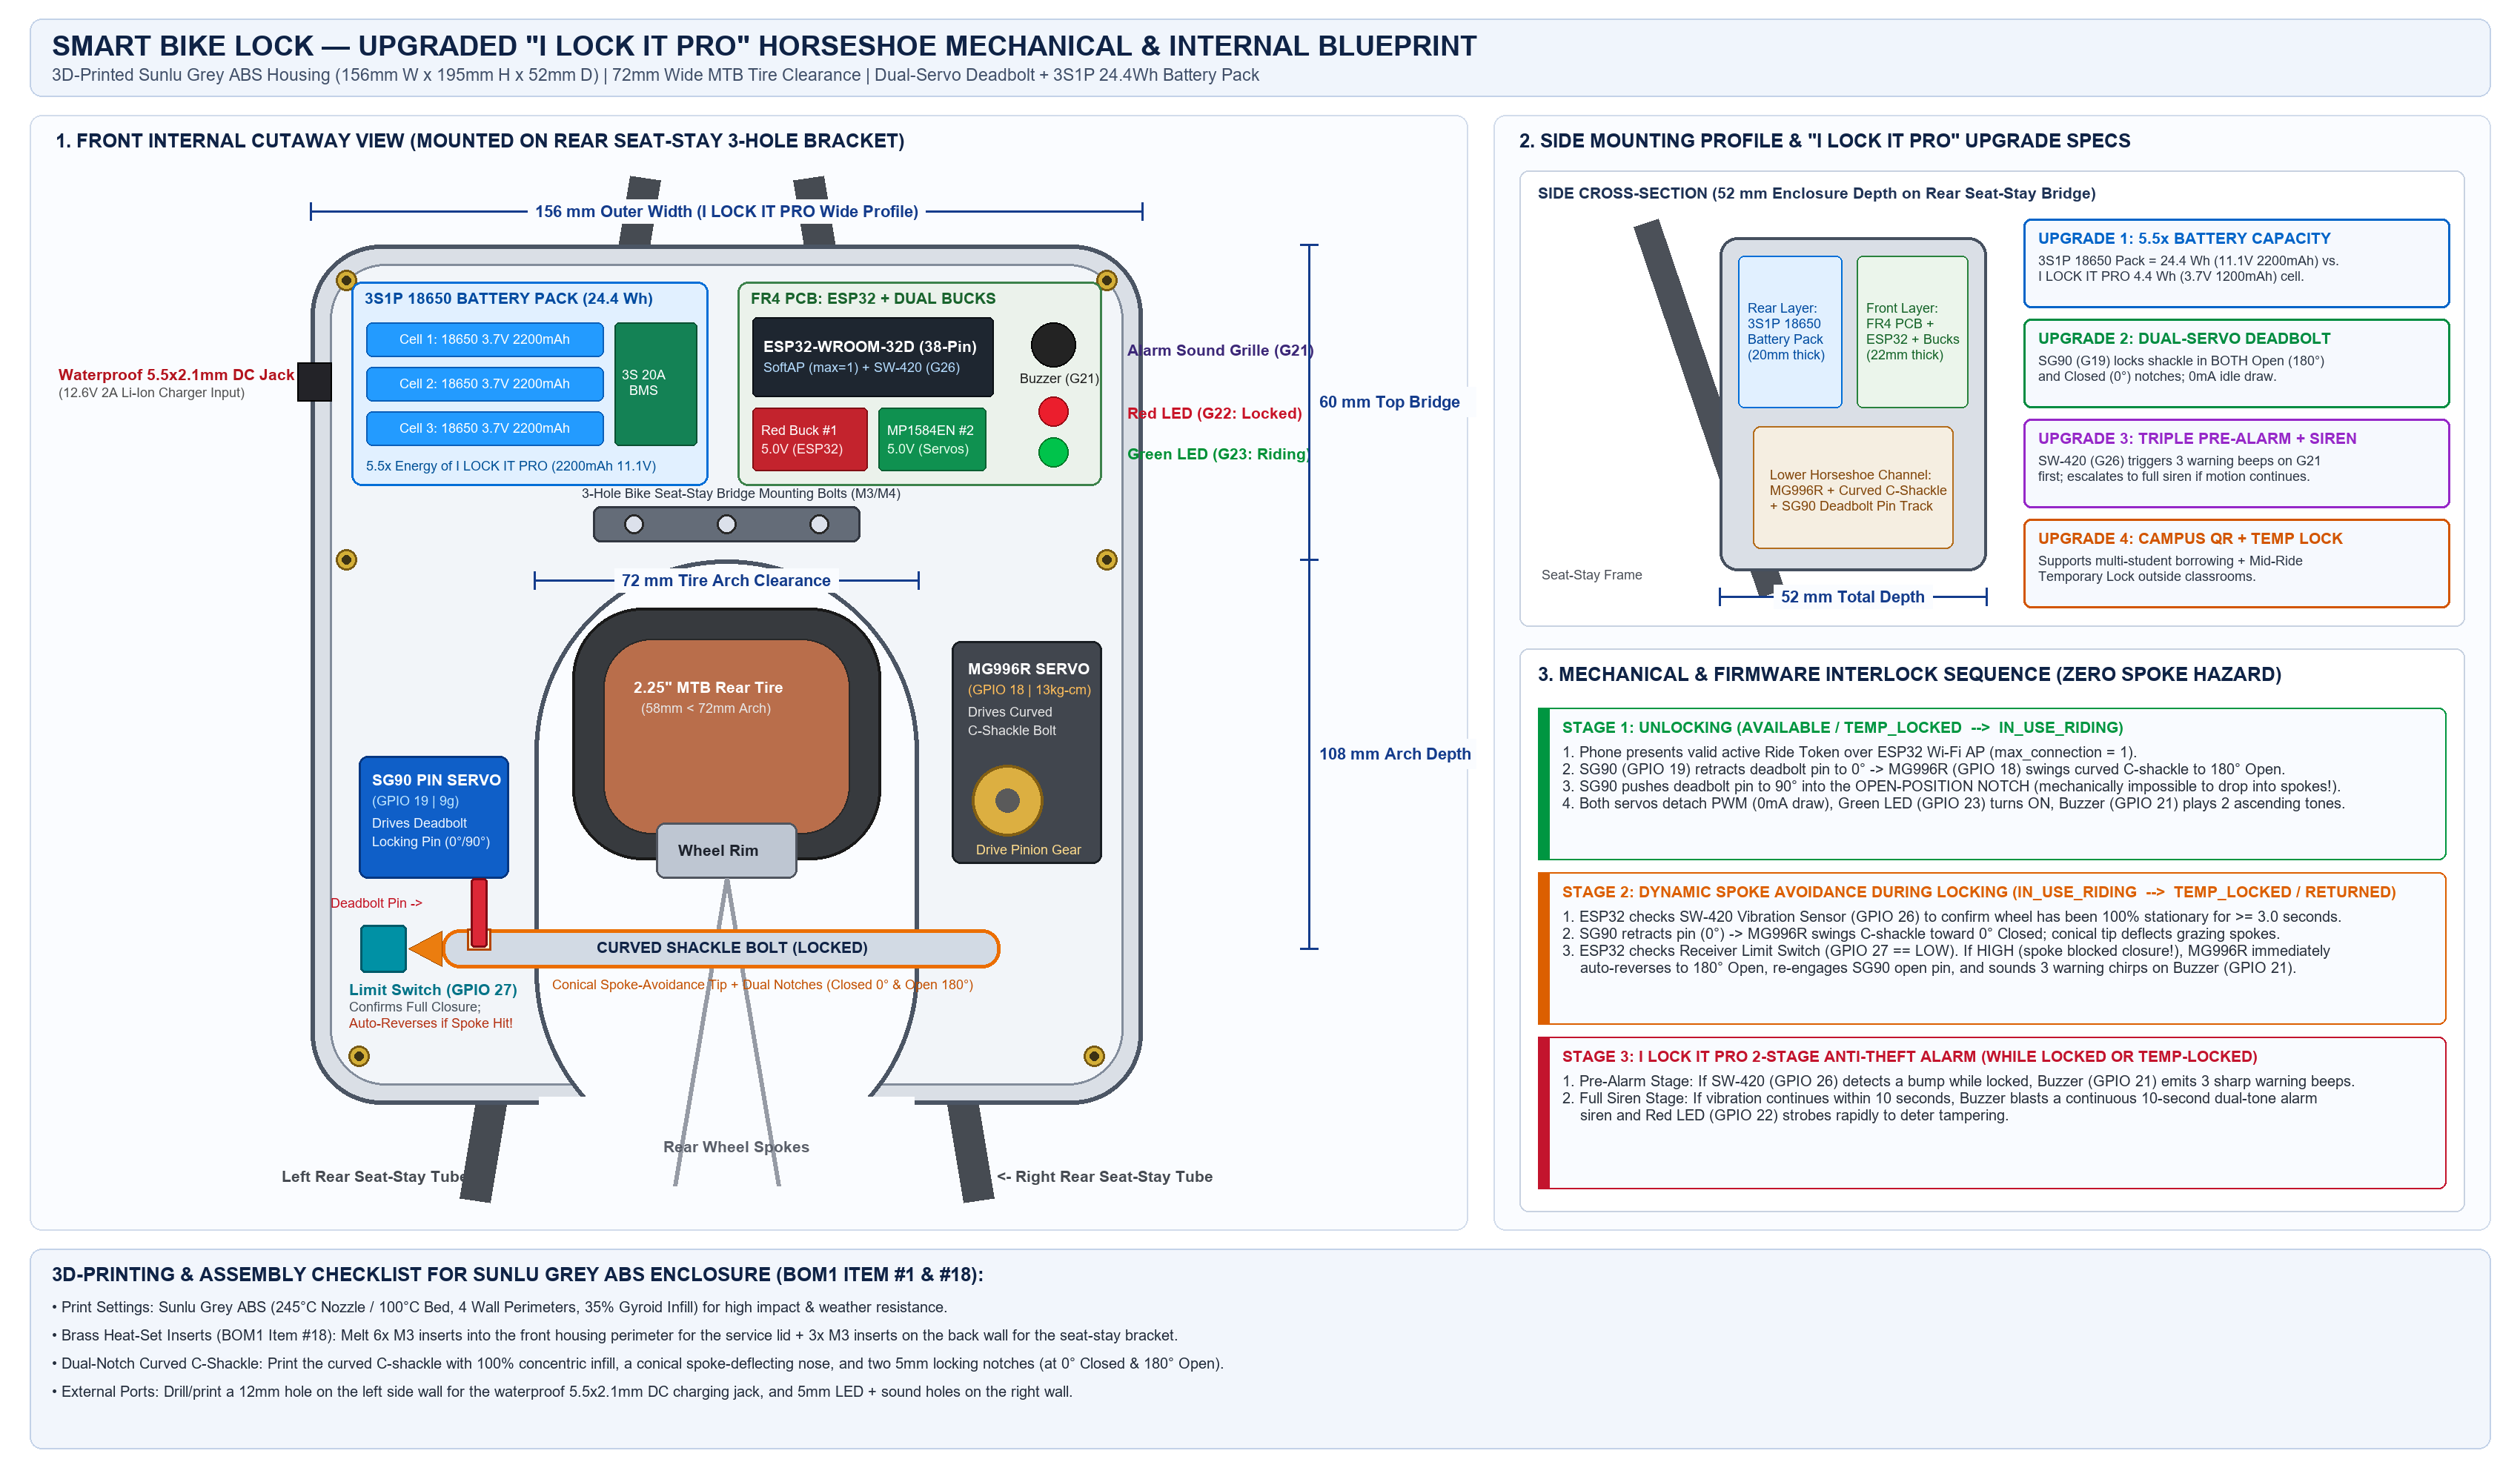 SMART BIKE LOCK — UPGRADED "I LOCK IT PRO" HORSESHOE MECHANICAL & INTERNAL BLUEPRINT
3D-Printed Sunlu Grey ABS Housing (156mm W x 195mm H x 52mm D) | 72mm Wide MTB Tire Clearance | Dual-Servo Deadbolt + 3S1P 24.4Wh Battery Pack
1. FRONT INTERNAL CUTAWAY VIEW (MOUNTED ON REAR SEAT-STAY 3-HOLE BRACKET)
156 mm Outer Width (I LOCK IT PRO Wide Profile)
3S1P 18650 BATTERY PACK (24.4 Wh)
Cell 1: 18650 3.7V 2200mAh
Cell 2: 18650 3.7V 2200mAh
Cell 3: 18650 3.7V 2200mAh
3S 20A
BMS
5.5x Energy of I LOCK IT PRO (2200mAh 11.1V)
Waterproof 5.5x2.1mm DC Jack
(12.6V 2A Li-Ion Charger Input)
FR4 PCB: ESP32 + DUAL BUCKS
ESP32-WROOM-32D (38-Pin)
SoftAP (max=1) + SW-420 (G26)
Red Buck #1
5.0V (ESP32)
MP1584EN #2
5.0V (Servos)
Buzzer (G21)
Alarm Sound Grille (G21)
Red LED (G22: Locked)
Green LED (G23: Riding)
60 mm Top Bridge
3-Hole Bike Seat-Stay Bridge Mounting Bolts (M3/M4)
72 mm Tire Arch Clearance
2.25" MTB Rear Tire
(58mm < 72mm Arch)
Wheel Rim
MG996R SERVO
(GPIO 18 | 13kg-cm)
Drives Curved
C-Shackle Bolt
Drive Pinion Gear
108 mm Arch Depth
SG90 PIN SERVO
(GPIO 19 | 9g)
Drives Deadbolt
Locking Pin (0°/90°)
Deadbolt Pin ->
CURVED SHACKLE BOLT (LOCKED)
Conical Spoke-Avoidance Tip + Dual Notches (Closed 0° & Open 180°)
Limit Switch (GPIO 27)
Confirms Full Closure;
Auto-Reverses if Spoke Hit!
Rear Wheel Spokes
Left Rear Seat-Stay Tube
<- Right Rear Seat-Stay Tube
2. SIDE MOUNTING PROFILE & "I LOCK IT PRO" UPGRADE SPECS
SIDE CROSS-SECTION (52 mm Enclosure Depth on Rear Seat-Stay Bridge)
Rear Layer:
3S1P 18650
Battery Pack
(20mm thick)
Front Layer:
FR4 PCB +
ESP32 + Bucks
(22mm thick)
Lower Horseshoe Channel:
MG996R + Curved C-Shackle
+ SG90 Deadbolt Pin Track
Seat-Stay Frame
52 mm Total Depth
UPGRADE 1: 5.5x BATTERY CAPACITY
3S1P 18650 Pack = 24.4 Wh (11.1V 2200mAh) vs.
I LOCK IT PRO 4.4 Wh (3.7V 1200mAh) cell.
UPGRADE 2: DUAL-SERVO DEADBOLT
SG90 (G19) locks shackle in BOTH Open (180°)
and Closed (0°) notches; 0mA idle draw.
UPGRADE 3: TRIPLE PRE-ALARM + SIREN
SW-420 (G26) triggers 3 warning beeps on G21
first; escalates to full siren if motion continues.
UPGRADE 4: CAMPUS QR + TEMP LOCK
Supports multi-student borrowing + Mid-Ride
Temporary Lock outside classrooms.
3. MECHANICAL & FIRMWARE INTERLOCK SEQUENCE (ZERO SPOKE HAZARD)
STAGE 1: UNLOCKING (AVAILABLE / TEMP_LOCKED --> IN_USE_RIDING)
1. Phone presents valid active Ride Token over ESP32 Wi-Fi AP (max_connection = 1).
2. SG90 (GPIO 19) retracts deadbolt pin to 0° -> MG996R (GPIO 18) swings curved C-shackle to 180° Open.
3. SG90 pushes deadbolt pin to 90° into the OPEN-POSITION NOTCH (mechanically impossible to drop into spokes!).
4. Both servos detach PWM (0mA draw), Green LED (GPIO 23) turns ON, Buzzer (GPIO 21) plays 2 ascending tones.
STAGE 2: DYNAMIC SPOKE AVOIDANCE DURING LOCKING (IN_USE_RIDING --> TEMP_LOCKED / RETURNED)
1. ESP32 checks SW-420 Vibration Sensor (GPIO 26) to confirm wheel has been 100% stationary for >= 3.0 seconds.
2. SG90 retracts pin (0°) -> MG996R swings C-shackle toward 0° Closed; conical tip deflects grazing spokes.
3. ESP32 checks Receiver Limit Switch (GPIO 27 == LOW). If HIGH (spoke blocked closure!), MG996R immediately
auto-reverses to 180° Open, re-engages SG90 open pin, and sounds 3 warning chirps on Buzzer (GPIO 21).
STAGE 3: I LOCK IT PRO 2-STAGE ANTI-THEFT ALARM (WHILE LOCKED OR TEMP-LOCKED)
1. Pre-Alarm Stage: If SW-420 (GPIO 26) detects a bump while locked, Buzzer (GPIO 21) emits 3 sharp warning beeps.
2. Full Siren Stage: If vibration continues within 10 seconds, Buzzer blasts a continuous 10-second dual-tone alarm
siren and Red LED (GPIO 22) strobes rapidly to deter tampering.
3D-PRINTING & ASSEMBLY CHECKLIST FOR SUNLU GREY ABS ENCLOSURE (BOM1 ITEM #1 & #18):
• Print Settings: Sunlu Grey ABS (245°C Nozzle / 100°C Bed, 4 Wall Perimeters, 35% Gyroid Infill) for high impact & weather resistance.
• Brass Heat-Set Inserts (BOM1 Item #18): Melt 6x M3 inserts into the front housing perimeter for the service lid + 3x M3 inserts on the back wall for the seat-stay bracket.
• Dual-Notch Curved C-Shackle: Print the curved C-shackle with 100% concentric infill, a conical spoke-deflecting nose, and two 5mm locking notches (at 0° Closed & 180° Open).
• External Ports: Drill/print a 12mm hole on the left side wall for the waterproof 5.5x2.1mm DC charging jack, and 5mm LED + sound holes on the right wall.